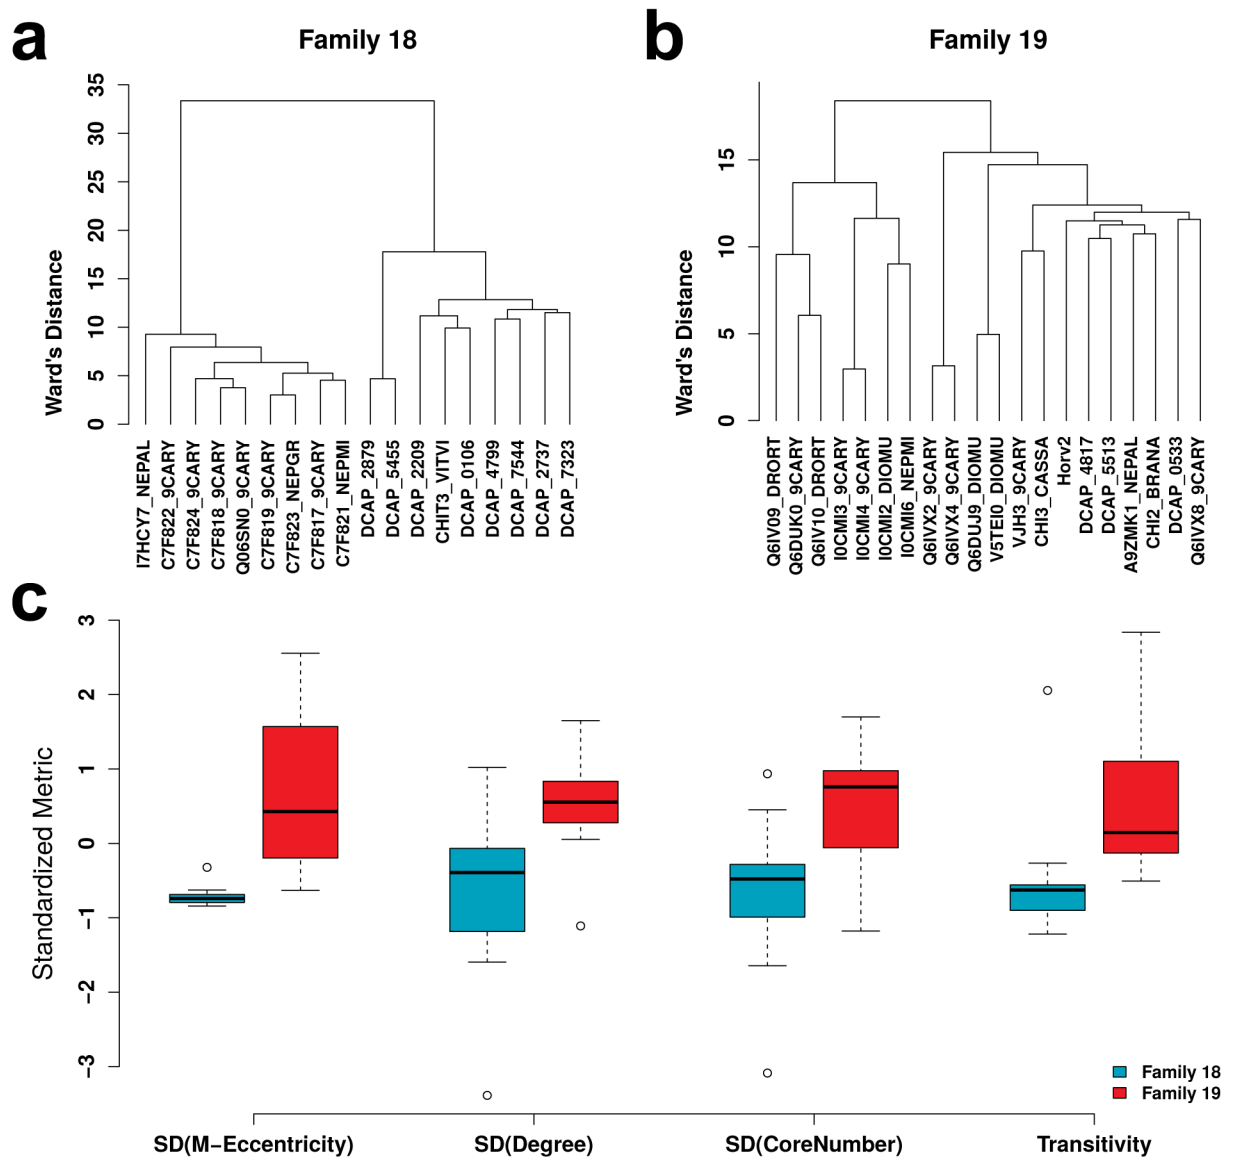 a
Family 18
b
Family 19
Ward's Distance
0
5
10
15
20
25
30
35
I7HCY7_NEPAL
C7F822_9CARY
C7F824_9CARY
C7F818_9CARY
Q06SN0_9CARY
C7F819_9CARY
C7F823_NEPGR
C7F817_9CARY
C7F821_NEPMI
DCAP_2879
DCAP_5455
DCAP_2209
CHIT3_VITVI
DCAP_0106
DCAP_4799
DCAP_7544
DCAP_2737
DCAP_7323
Ward's Distance
0
5
10
15
Q6IV09_DRORT
Q6DUK0_9CARY
Q6IV10_DRORT
I0CMI3_9CARY
I0CMI4_9CARY
I0CMI2_DIOMU
I0CMI6_NEPMI
Q6IVX2_9CARY
Q6IVX4_9CARY
Q6DUJ9_DIOMU
V5TEI0_DIOMU
VJH3_9CARY
CHI3_CASSA
Horv2
DCAP_4817
DCAP_5513
A9ZMK1_NEPAL
CHI2_BRANA
DCAP_0533
Q6IVX8_9CARY
c
Standardized Metric
3
2
1
0
−1
−2
−3
Family 18
Family 19
SD(M−Eccentricity)
SD(Degree)
SD(CoreNumber)
Transitivity